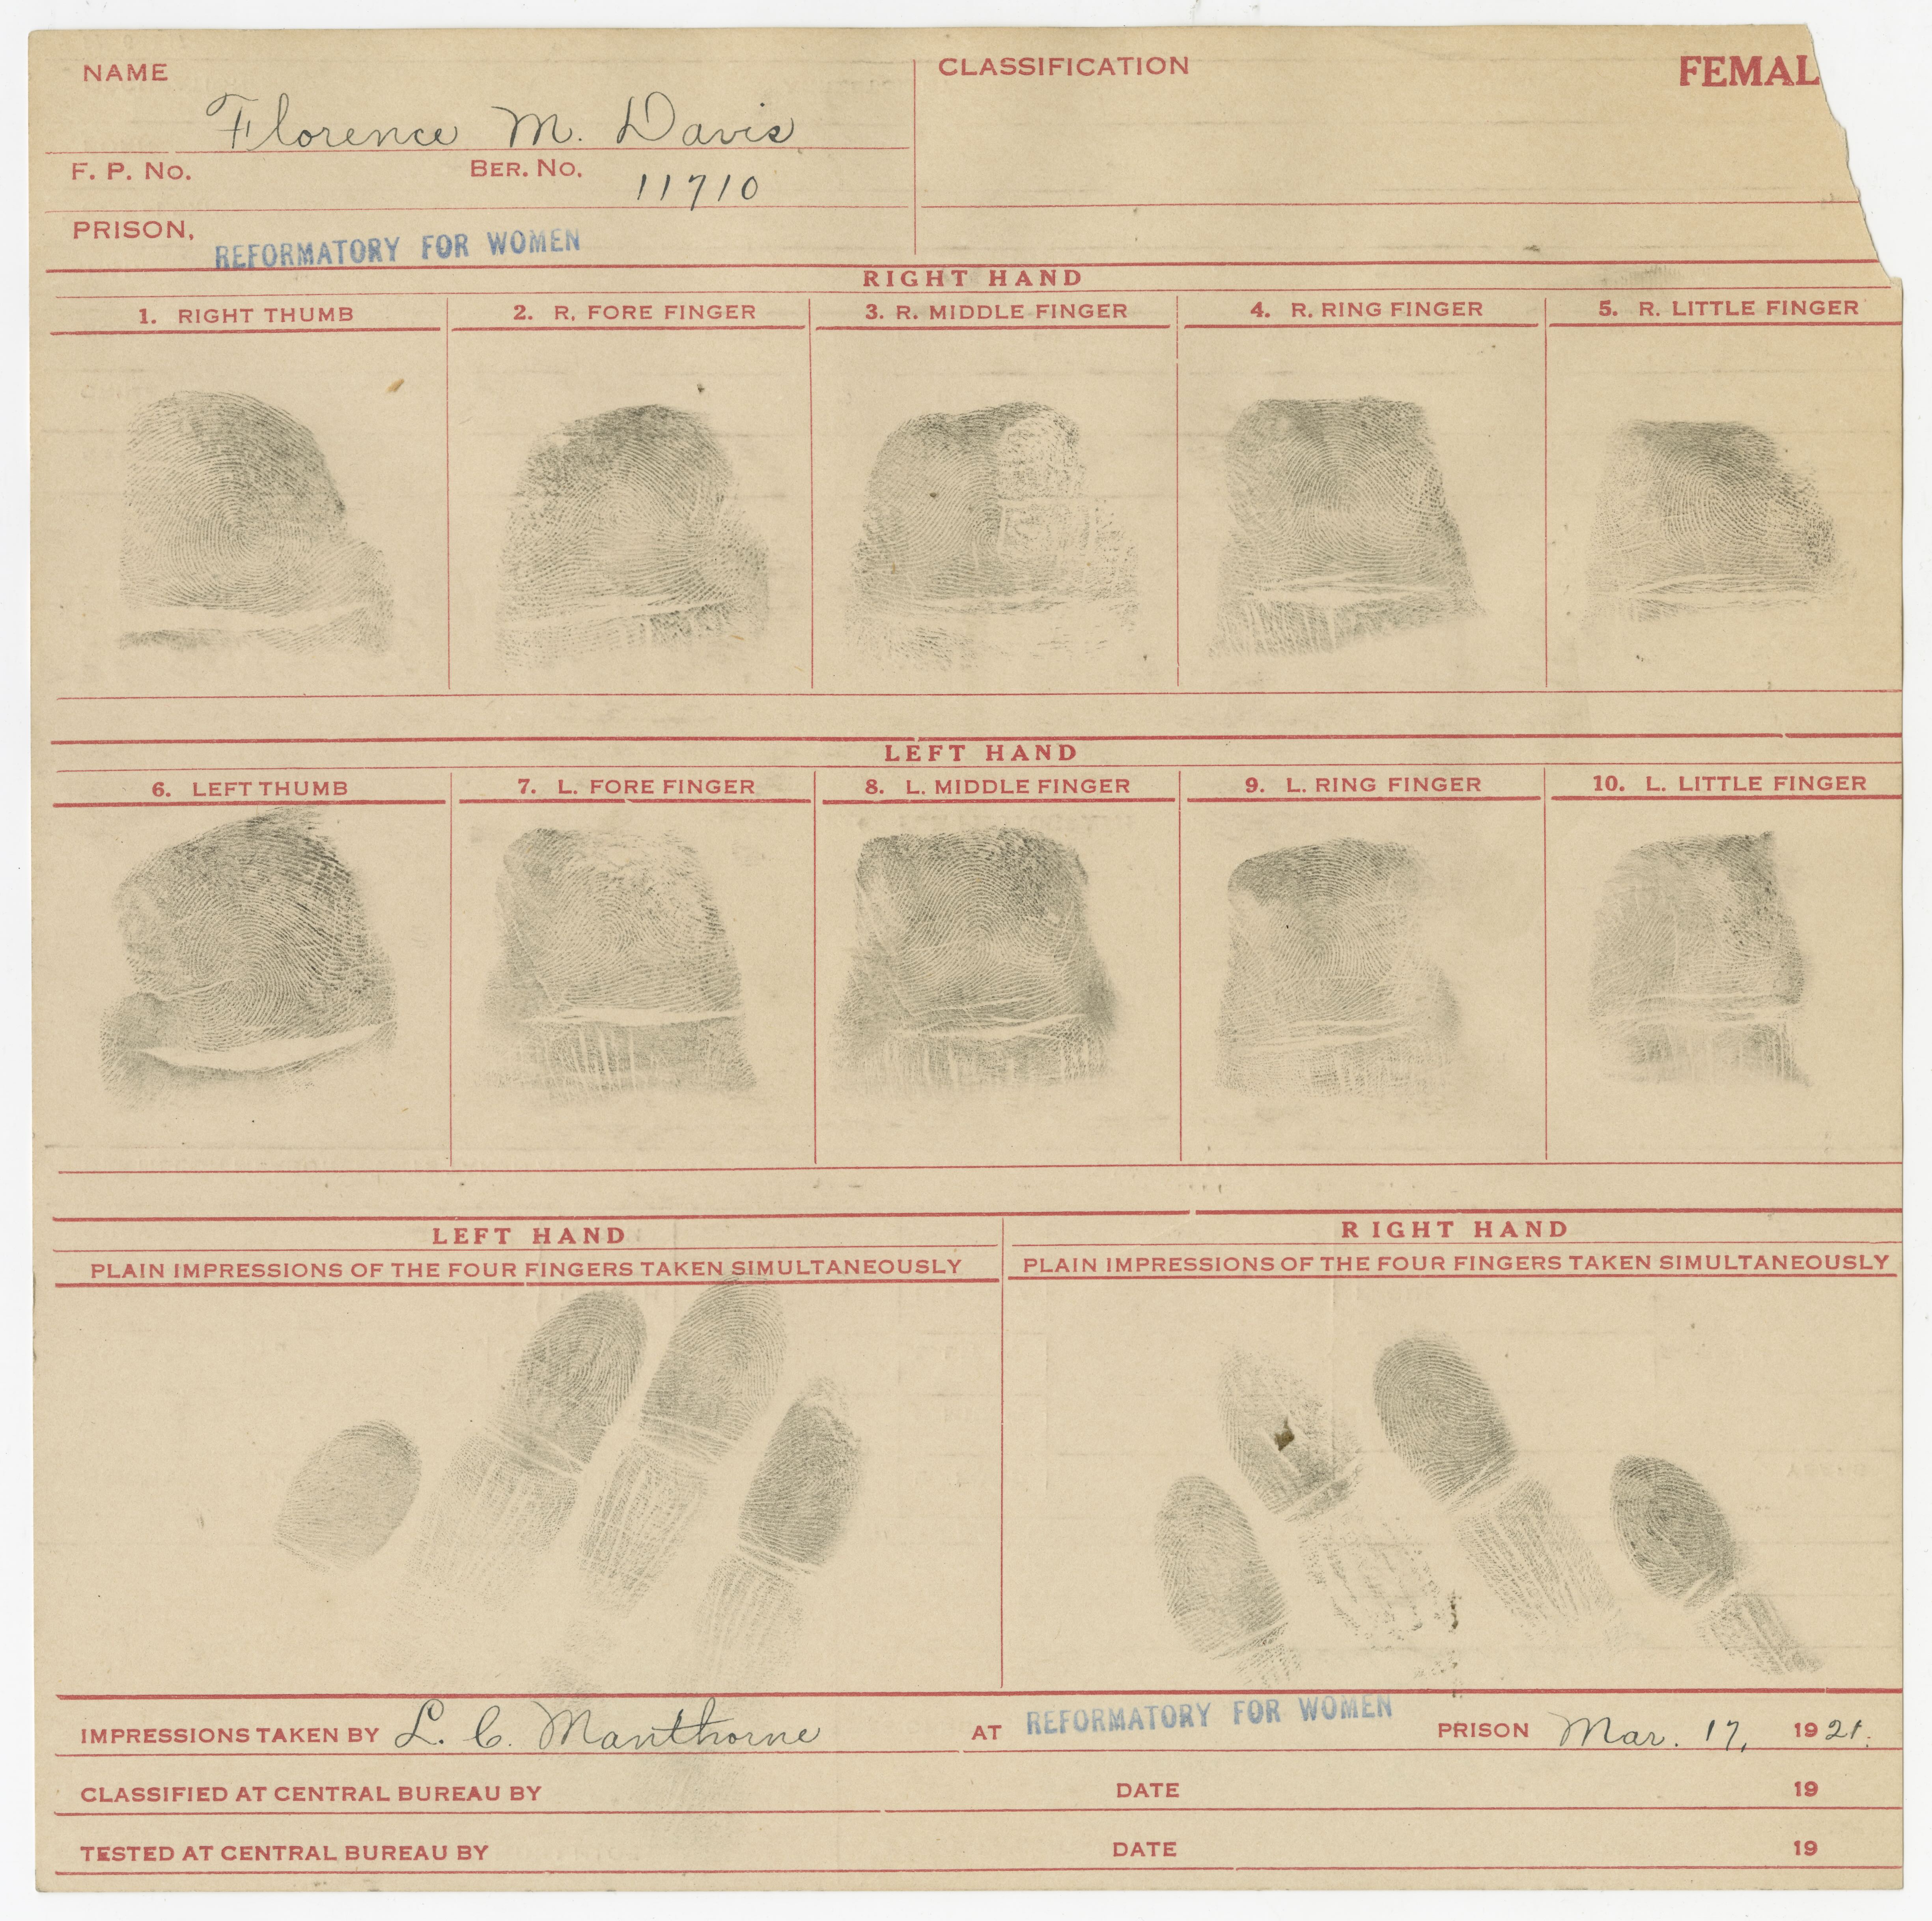 NAME
Florence M. Davis
CLASSIFICATION
FEMAL
F. P. No.
BER. No. 11710
PRISON, REFORMATORY FOR WOMEN
RIGHT HAND
1. RIGHT THUMB
2. R. FORE FINGER
3. R. MIDDLE FINGER
4. R. RING FINGER
5. R. LITTLE FINGER
LEFT HAND
6. LEFT THUMB
7. L. FORE FINGER
8. L. MIDDLE FINGER
9. L. RING FINGER
10. L. LITTLE FINGER
LEFT HAND
PLAIN IMPRESSIONS OF THE FOUR FINGERS TAKEN SIMULTANEOUSLY
RIGHT HAND
PLAIN IMPRESSIONS OF THE FOUR FINGERS TAKEN SIMULTANEOUSLY
IMPRESSIONS TAKEN BY L. C. Manthorne AT REFORMATORY FOR WOMEN PRISON Mar. 17, 1921.
CLASSIFIED AT CENTRAL BUREAU BY DATE 19
TESTED AT CENTRAL BUREAU BY DATE 19